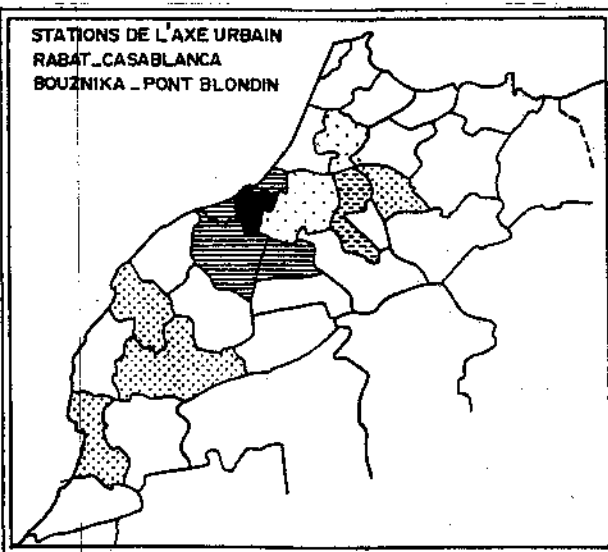 STATIONS DE L'AXE URBAIN
RABAT_CASABLANCA
BOUZNIKA _ PONT BLONDIN